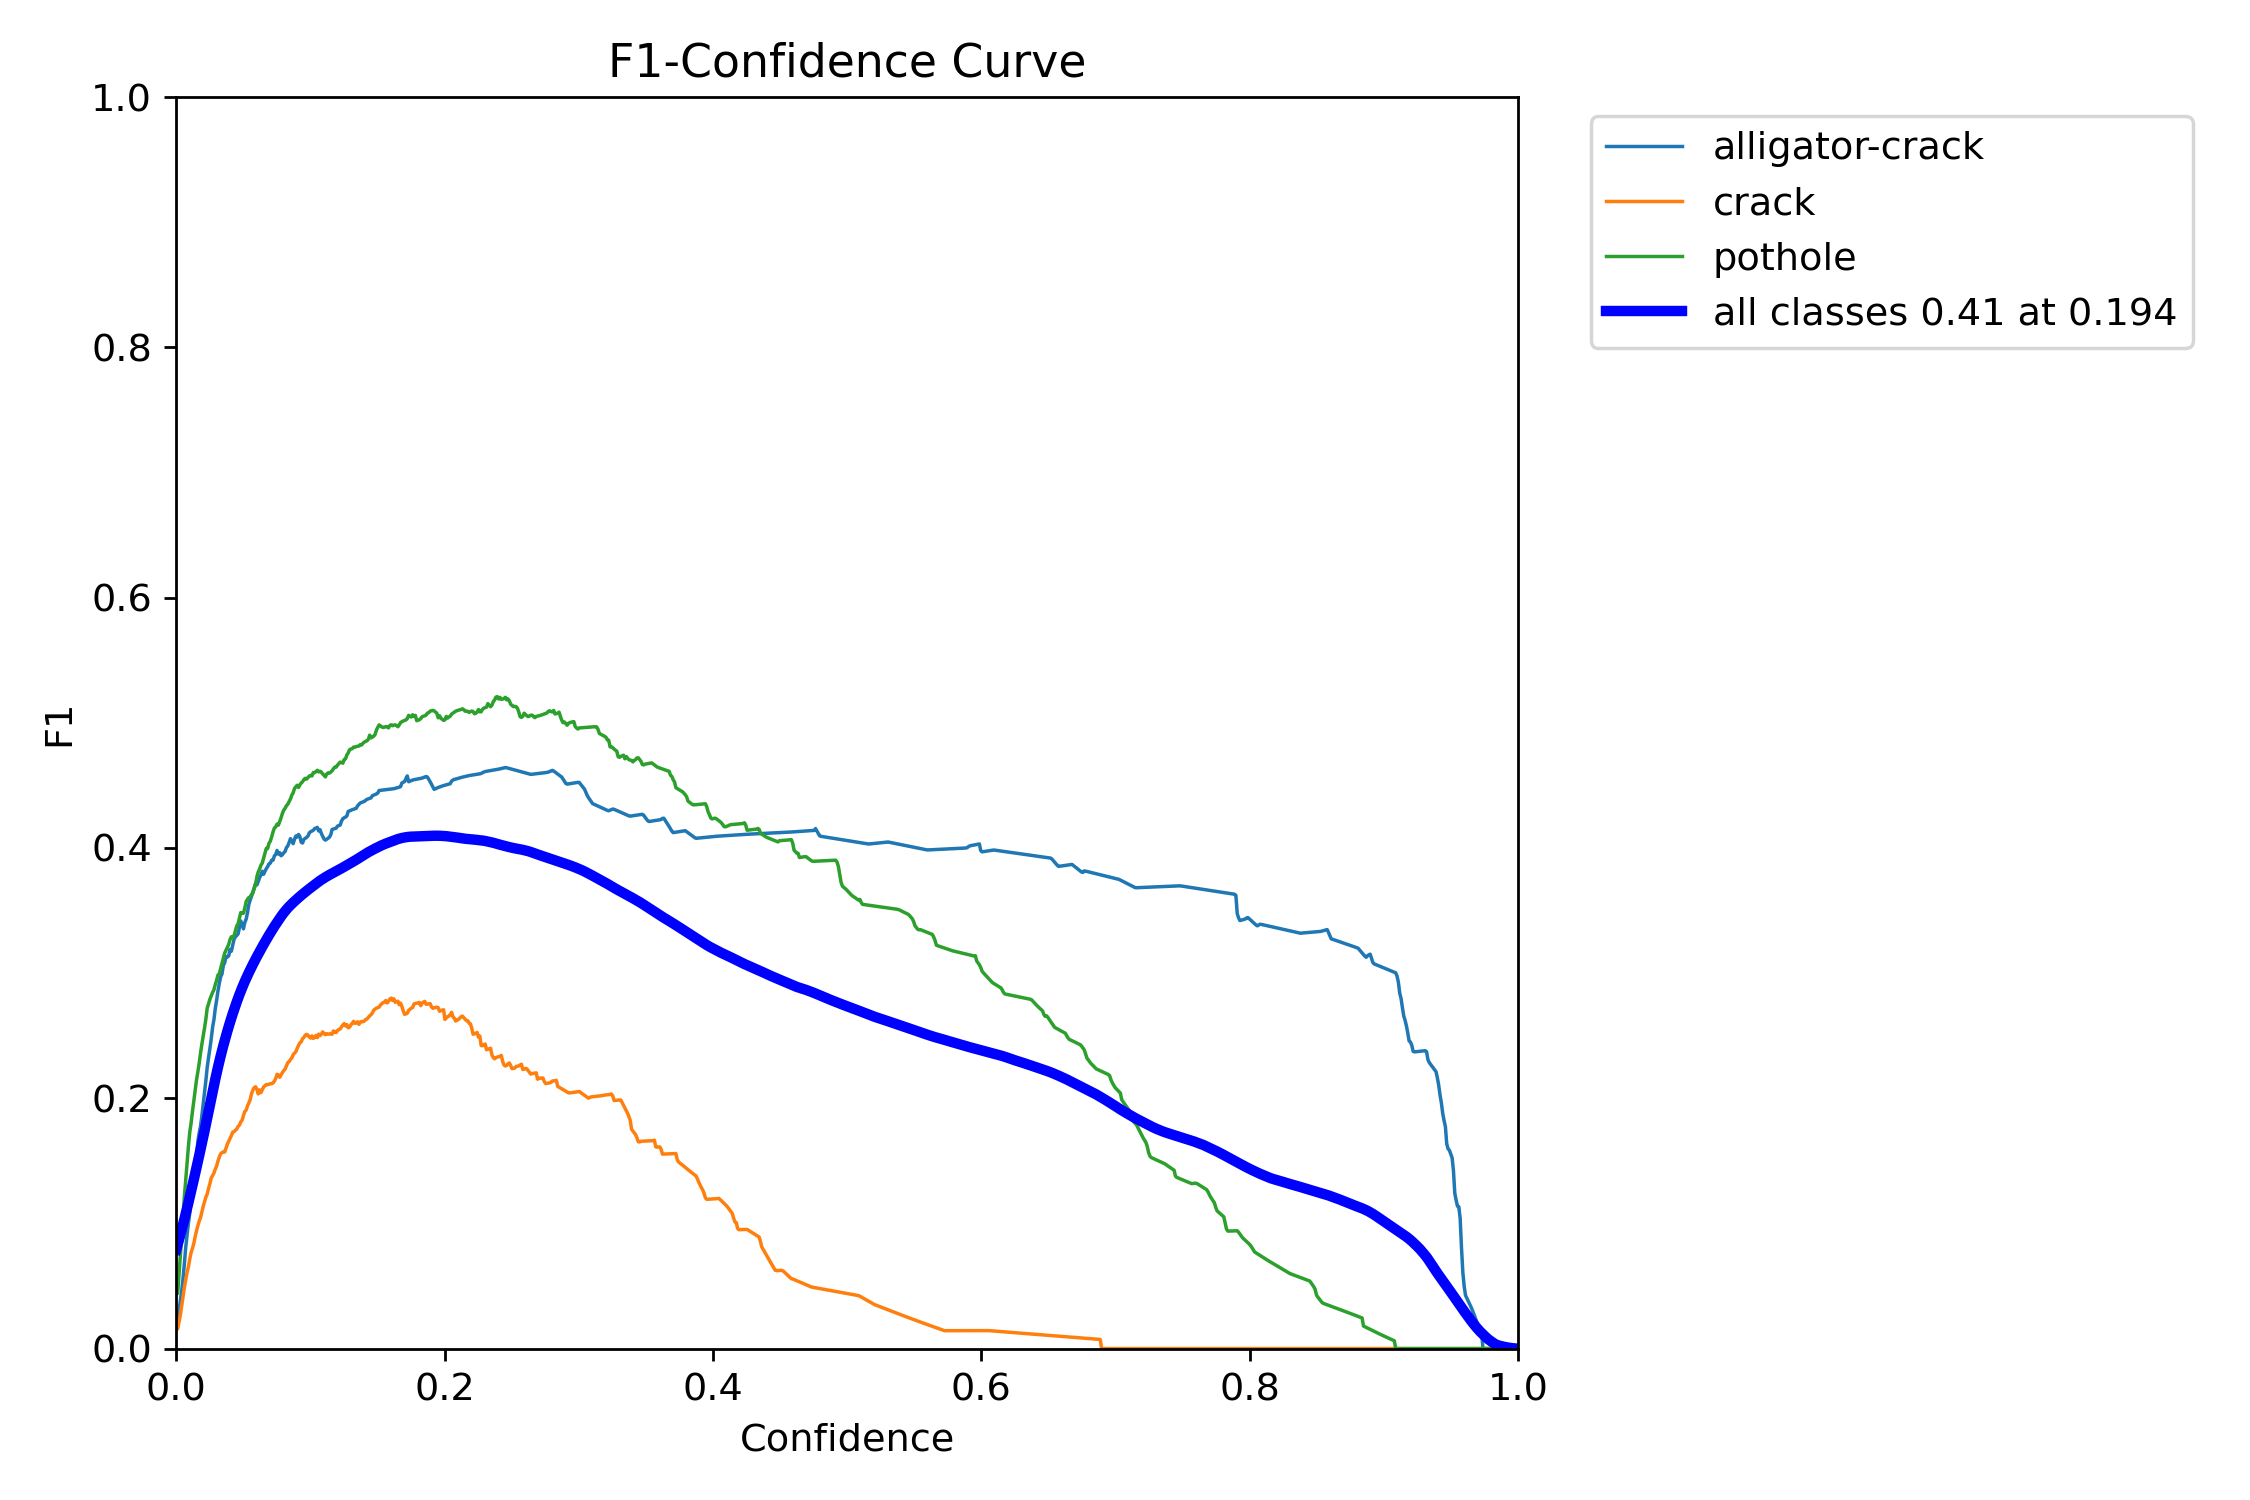 F1-Confidence Curve
1.0
0.8
0.6
0.4
0.2
0.0
F1
0.0 0.2 0.4 0.6 0.8 1.0
Confidence
alligator-crack
crack
pothole
all classes 0.41 at 0.194